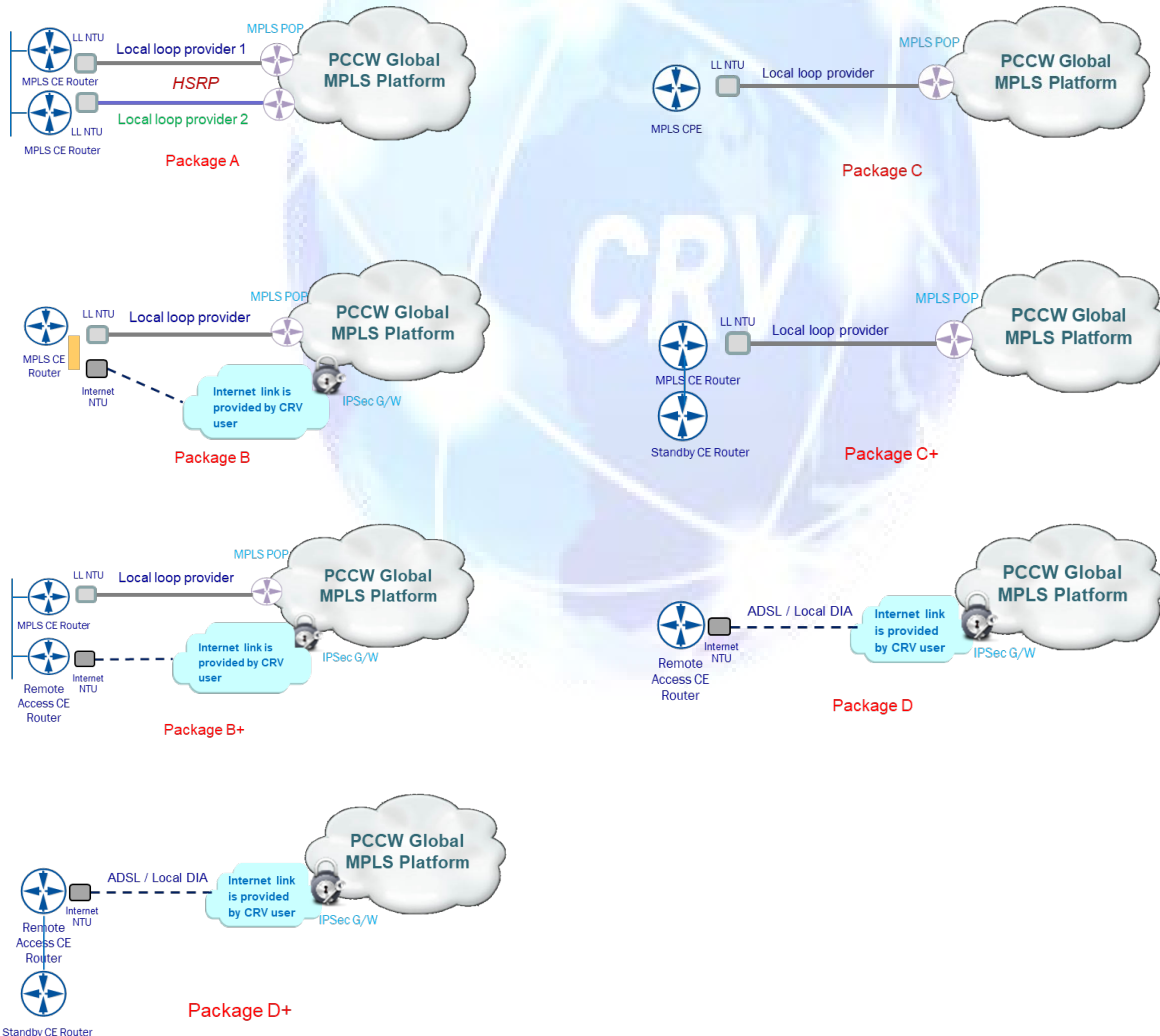 LL NTU
MPLS POP
Local loop provider 1
PCCW Global
MPLS Platform
MPLS CE Router
HSRP
Local loop provider 2
LL NTU
MPLS CE Router
Package A
MPLS POP
LL NTU
Local loop provider
PCCW Global
MPLS Platform
MPLS CPE
Package C
CRV
MPLS POP
LL NTU
Local loop provider
PCCW Global
MPLS Platform
MPLS CE
Router
Internet
NTU
Internet link is
provided by CRV
user
IPSec G/W
Package B
MPLS POP
LL NTU
Local loop provider
PCCW Global
MPLS Platform
MPLS CE Router
Standby CE Router
Package C+
MPLS POP
LL NTU
Local loop provider
PCCW Global
MPLS Platform
MPLS CE Router
Internet link is
provided by CRV
user
IPSec G/W
Internet
NTU
Remote
Access CE
Router
Package B+
PCCW Global
MPLS Platform
ADSL / Local DIA
Internet link
is provided
by CRV user
IPSec G/W
Internet
NTU
Remote
Access CE
Router
Package D
PCCW Global
MPLS Platform
ADSL / Local DIA
Internet link
is provided
by CRV user
IPSec G/W
Internet
NTU
Remote
Access CE
Router
Standby CE Router
Package D+